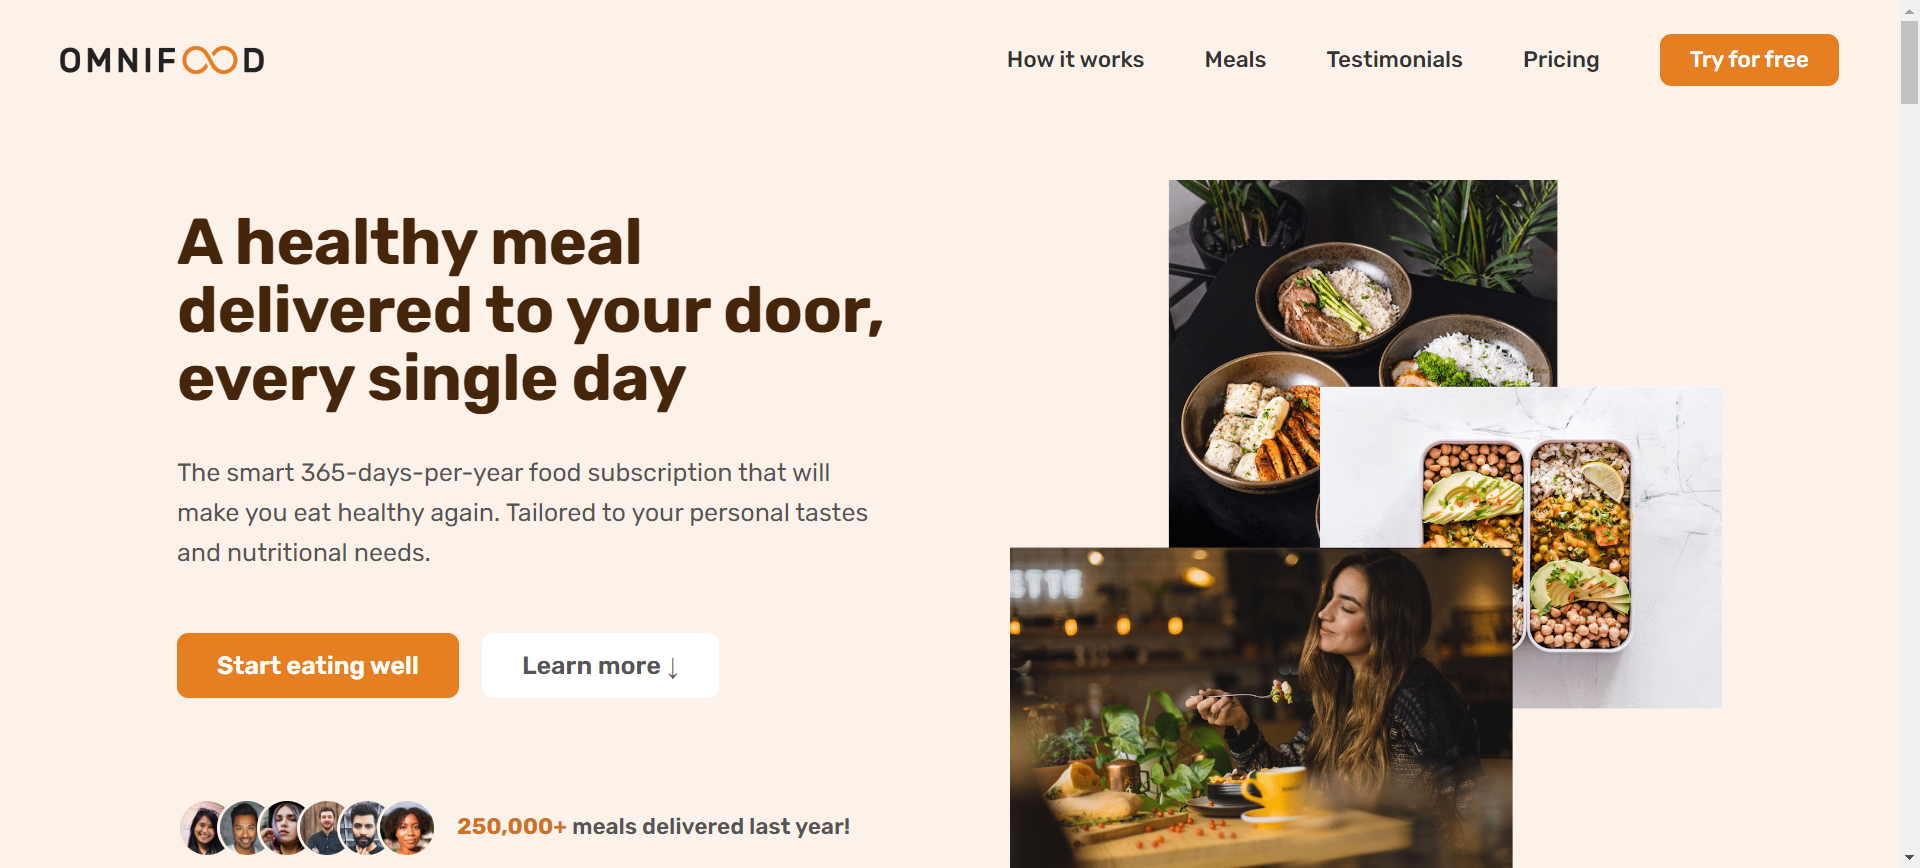 OMNIFOOD
How it works
Meals
Testimonials
Pricing
Try for free
A healthy meal
delivered to your door,
every single day
The smart 365-days-per-year food subscription that will
make you eat healthy again. Tailored to your personal tastes
and nutritional needs.
Start eating well
Learn more ↓
250,000+ meals delivered last year!
ETTE